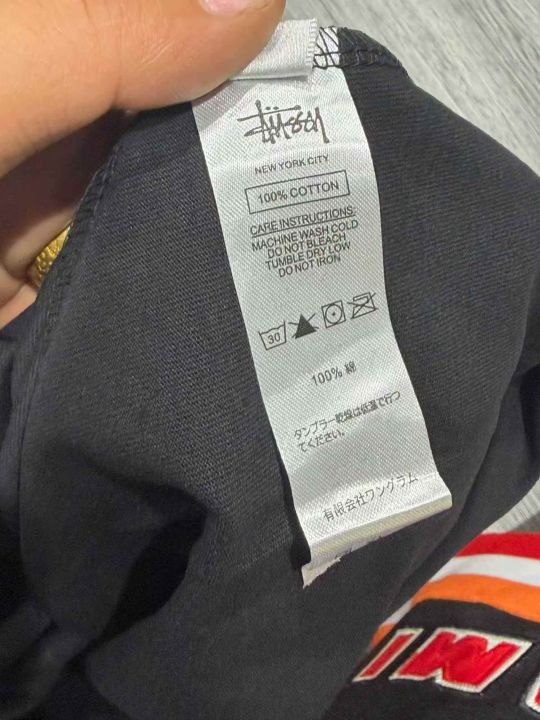 Stüssy
NEW YORK CITY
100% COTTON
CARE INSTRUCTIONS:
MACHINE WASH COLD
DO NOT BLEACH
TUMBLE DRY LOW
DO NOT IRON
30
100% 綿
タンブラー乾燥は低温で行っ
てください。
有限会社ワングラム
IM